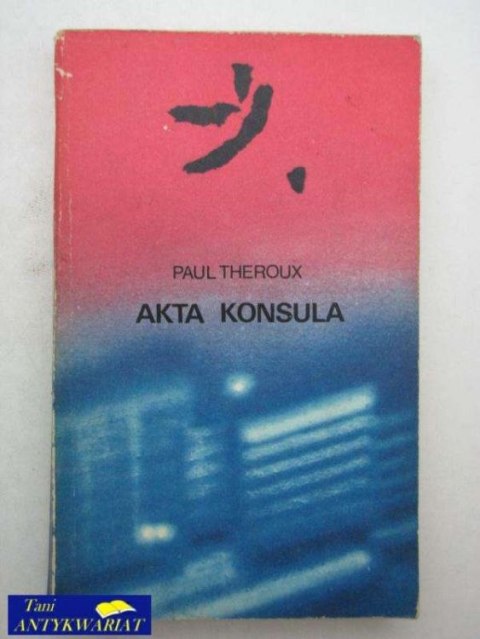 PAUL THEROUX
AKTA KONSULA
Tani
ANTYKWARIAT